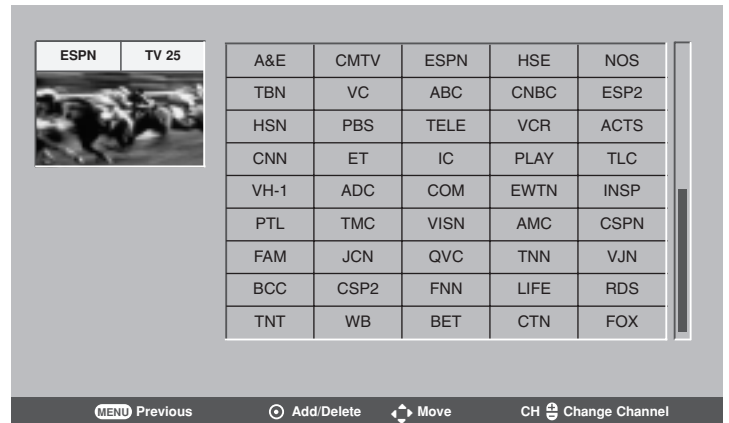 ESPN TV 25
A&E CMTV ESPN HSE NOS
TBN VC ABC CNBC ESP2
HSN PBS TELE VCR ACTS
CNN ET IC PLAY TLC
VH-1 ADC COM EWTN INSP
PTL TMC VISN AMC CSPN
FAM JCN QVC TNN VJN
BCC CSP2 FNN LIFE RDS
TNT WB BET CTN FOX
MENU Previous Add/Delete Move CH Change Channel